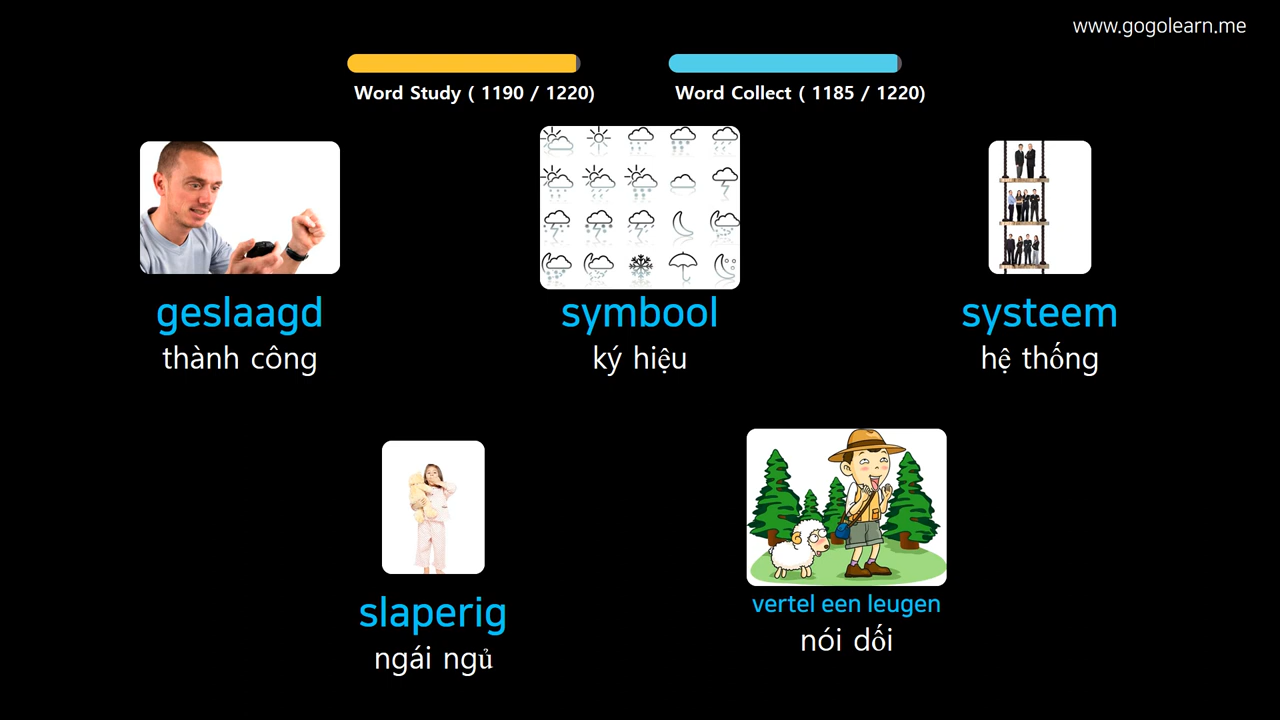 www.gogolearn.me
Word Study ( 1190 / 1220)
Word Collect ( 1185 / 1220)
geslaagd
thành công
symbool
ký hiệu
systeem
hệ thống
slaperig
ngái ngủ
vertel een leugen
nói dối